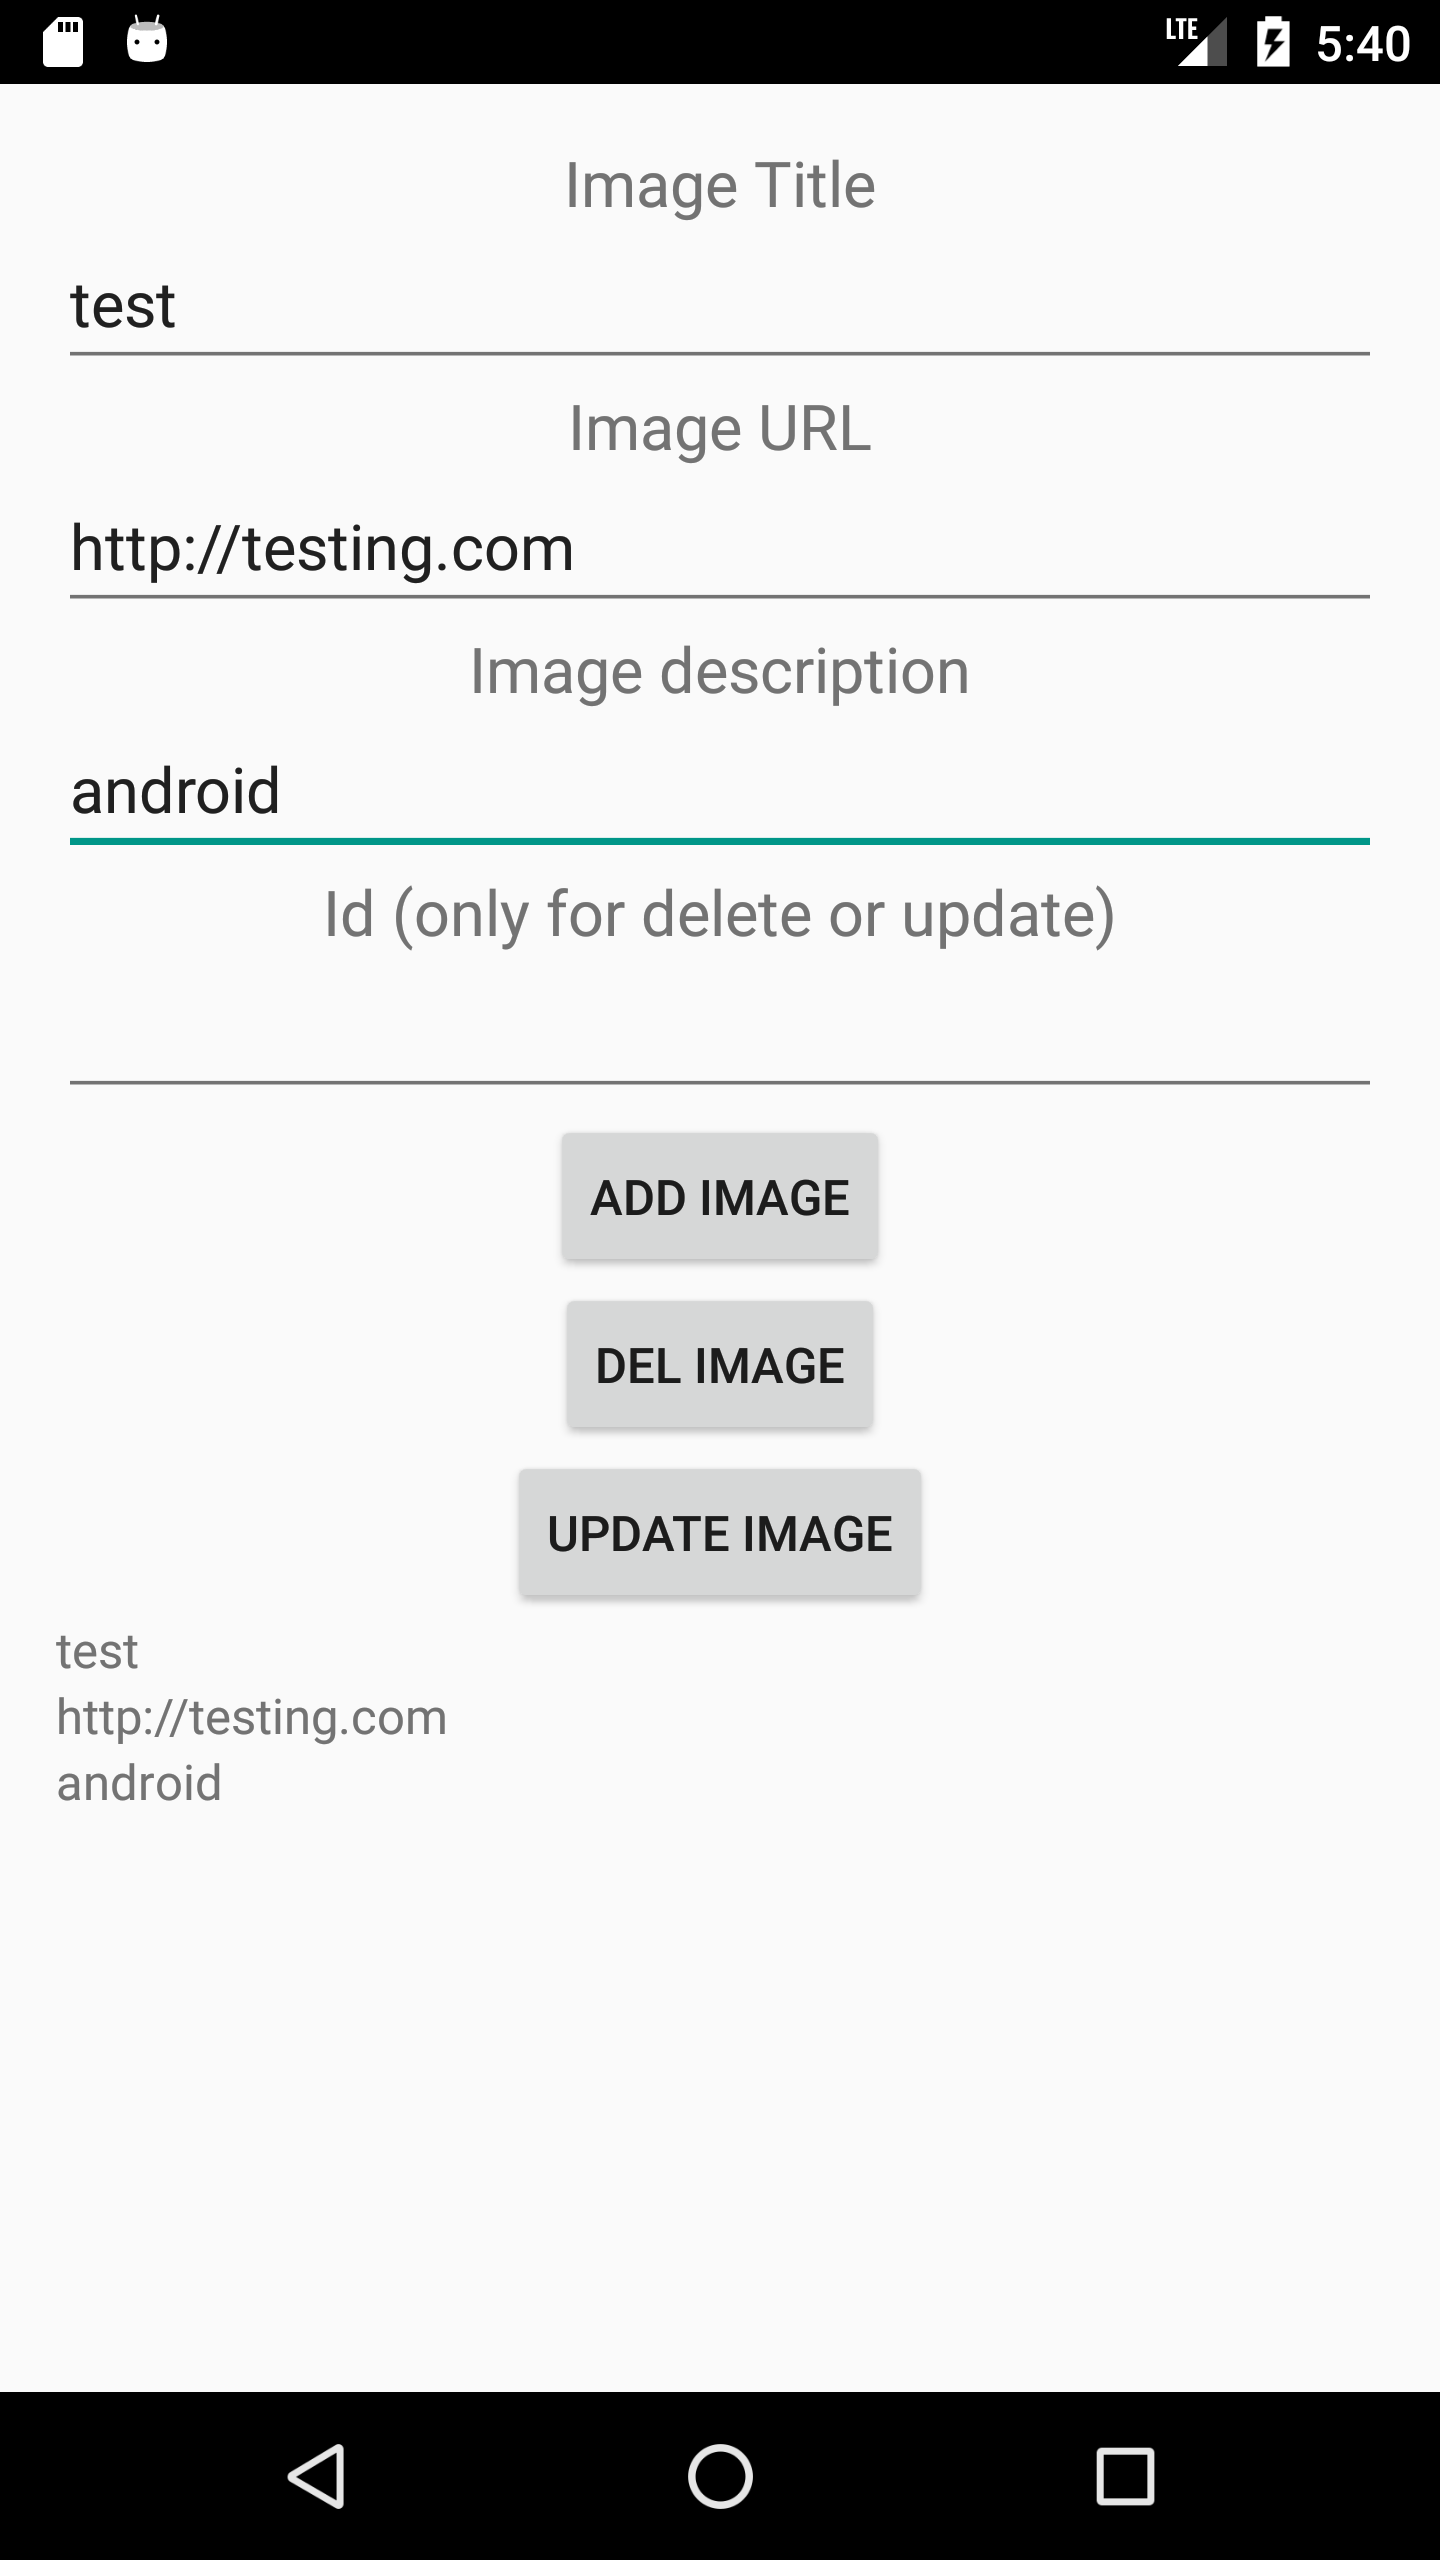 LTE 5:40
Image Title
test
Image URL
http://testing.com
Image description
android
Id (only for delete or update)
ADD IMAGE
DEL IMAGE
UPDATE IMAGE
test
http://testing.com
android